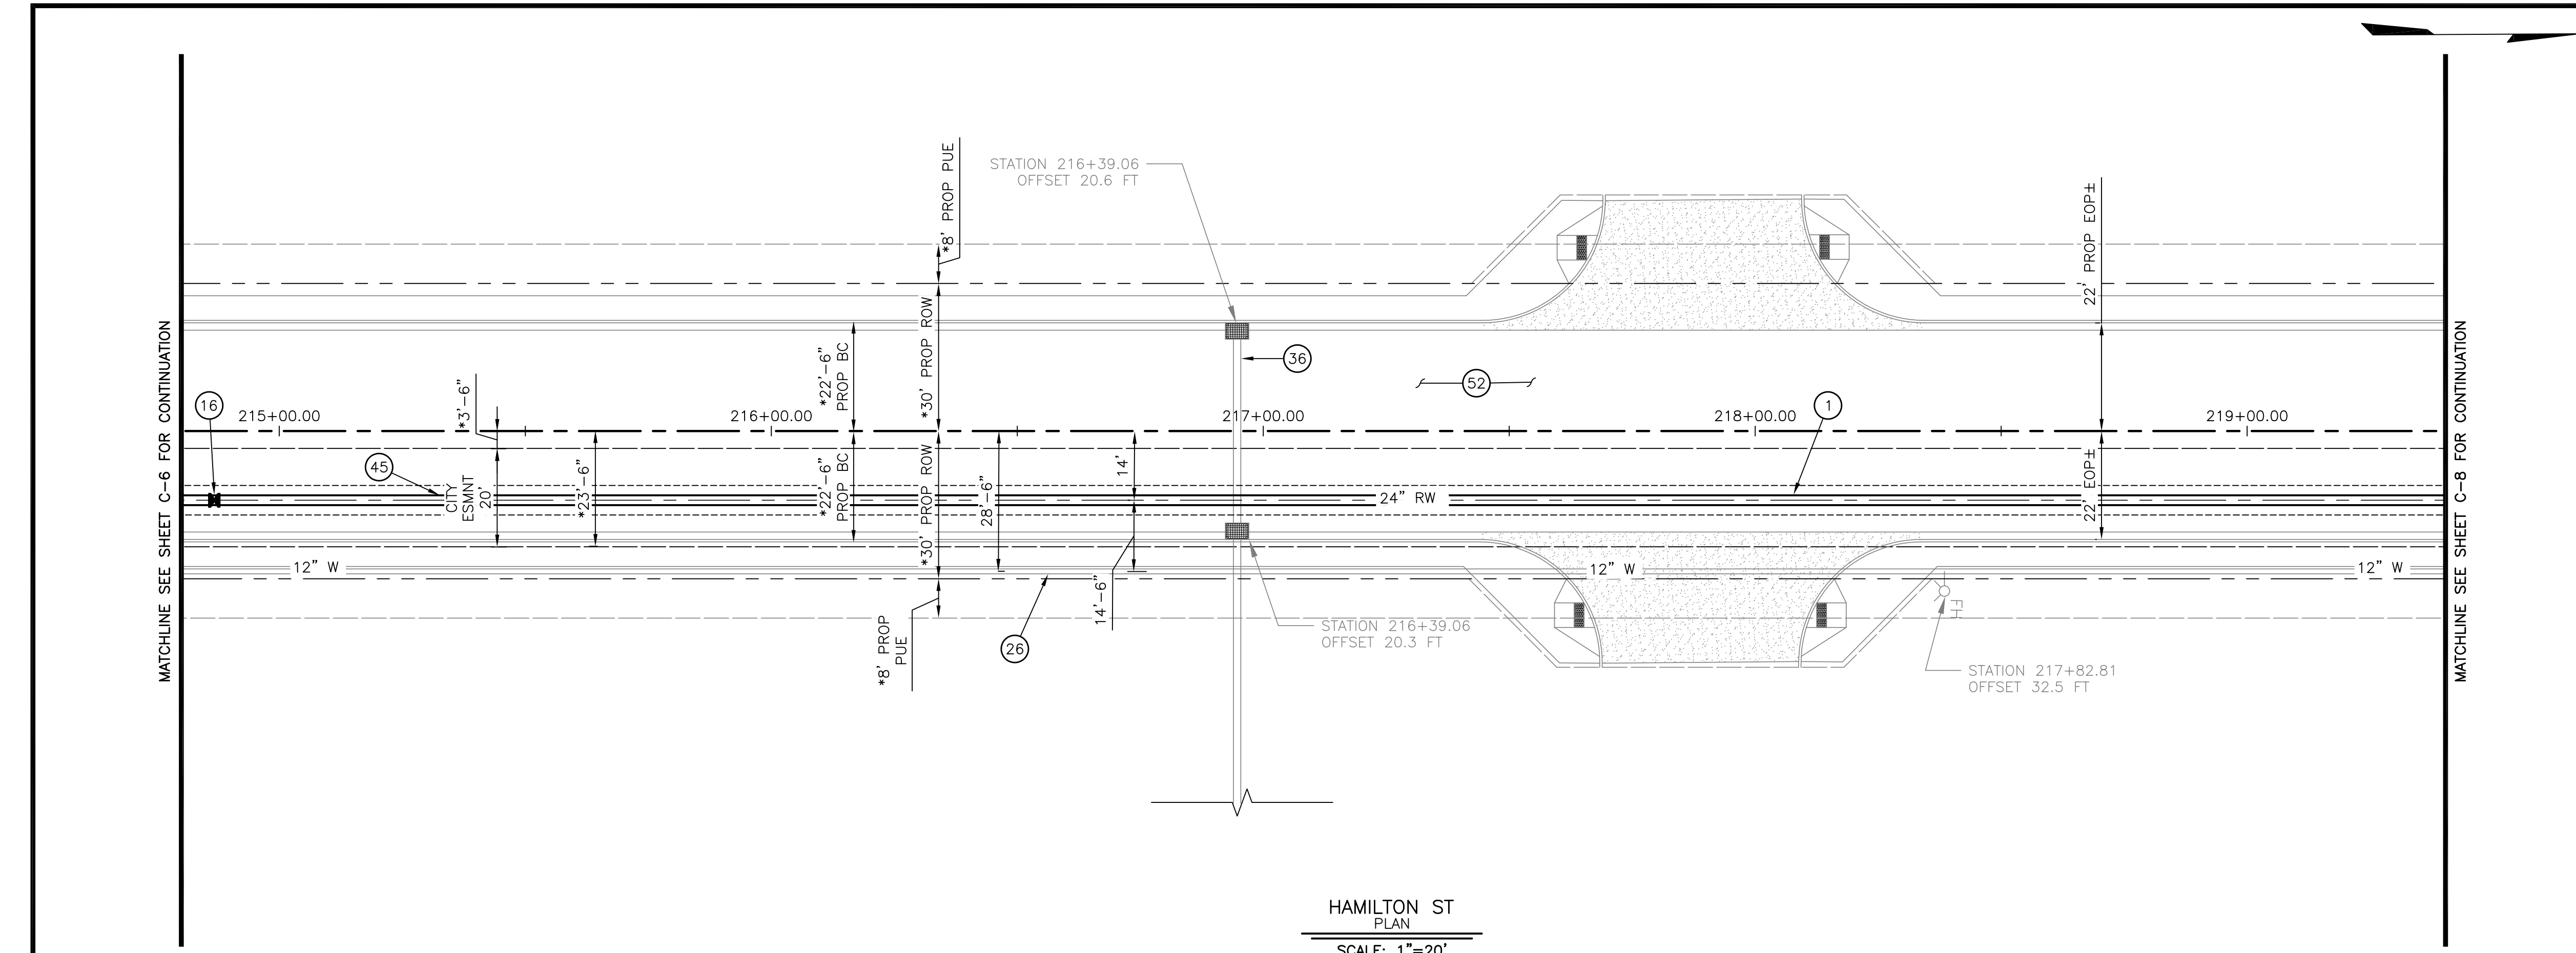 MATCHLINE SEE SHEET C-6 FOR CONTINUATION
*8' PROP PUE
STATION 216+39.06
OFFSET 20.6 FT
22' PROP EOP±
*30' PROP ROW
*22'-6"
PROP BC
36
52
16
215+00.00
*3'-6"
216+00.00
217+00.00
218+00.00
1
219+00.00
45
CITY
ESMNT
20'
*23'-6"
*22'-6"
PROP BC
*30' PROP ROW
28'-6"
14'
24" RW
22' EOP±
12" W
12" W
12" W
14'-6"
*8' PROP
PUE
26
STATION 216+39.06
OFFSET 20.3 FT
FH
STATION 217+82.81
OFFSET 32.5 FT
MATCHLINE SEE SHEET C-8 FOR CONTINUATION
HAMILTON ST
PLAN
SCALE: 1"=20'